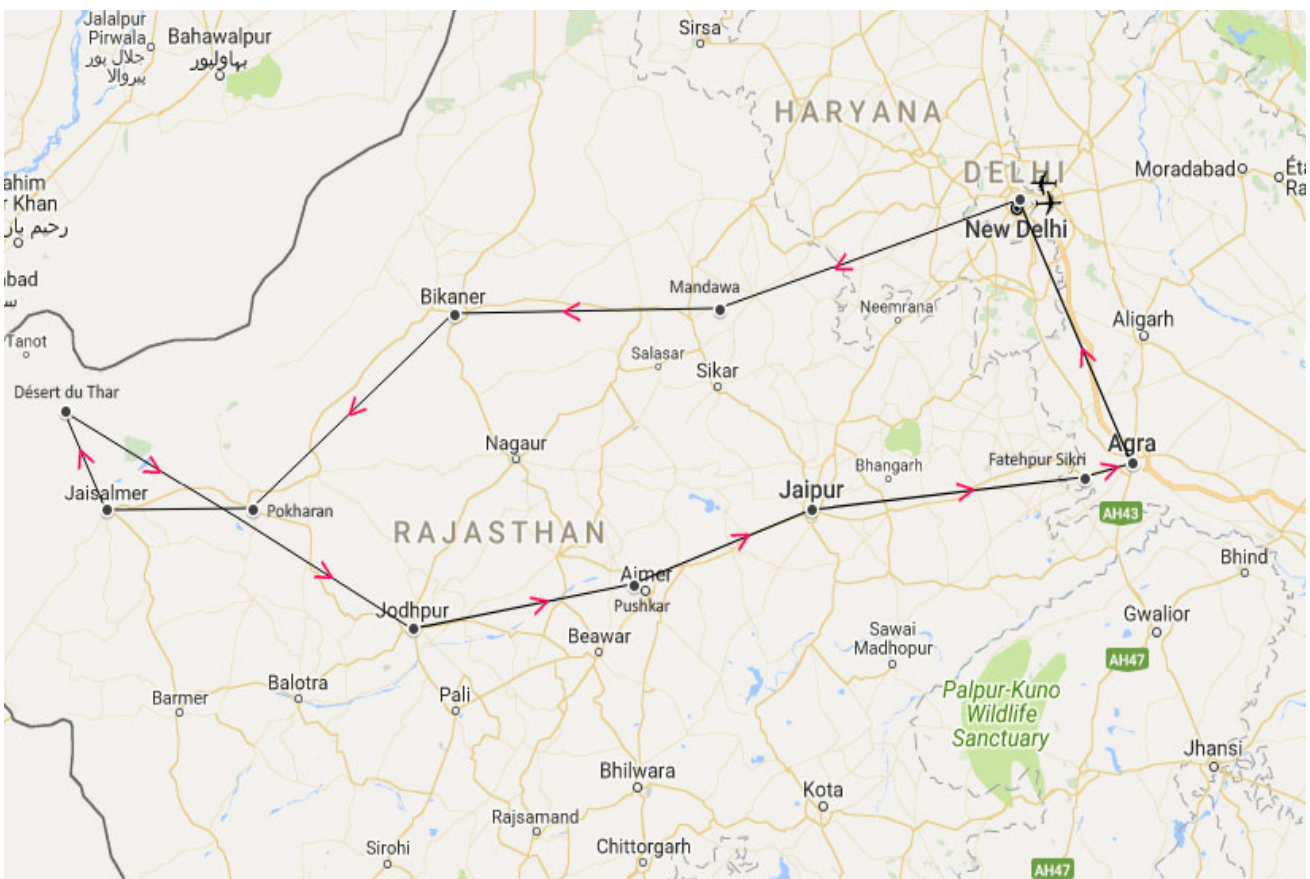 Jalalpur
Pirwala
جلال پور
پیروالا
Bahawalpur
بہاولپور
Sirsa
HARYANA
DELHI
Moradabad
Éta
Ra
ahim
r Khan
رحیم یار
New Delhi
abad
Tanot
Bikaner
Mandawa
Neemrana
Aligarh
Salasar
Sikar
Désert du Thar
Nagaur
Bhangarh
Fatehpur Sikri
Agra
Jaisalmer
Pokharan
Jaipur
AH43
RAJASTHAN
Bhind
Ajmer
Pushkar
Jodhpur
Gwalior
Beawar
Sawai
Madhopur
AH47
Barmer
Balotra
Pali
Palpur-Kuno
Wildlife
Sanctuary
Jhansi
Bhilwara
Kota
Rajsamand
Sirohi
Chittorgarh
AH47